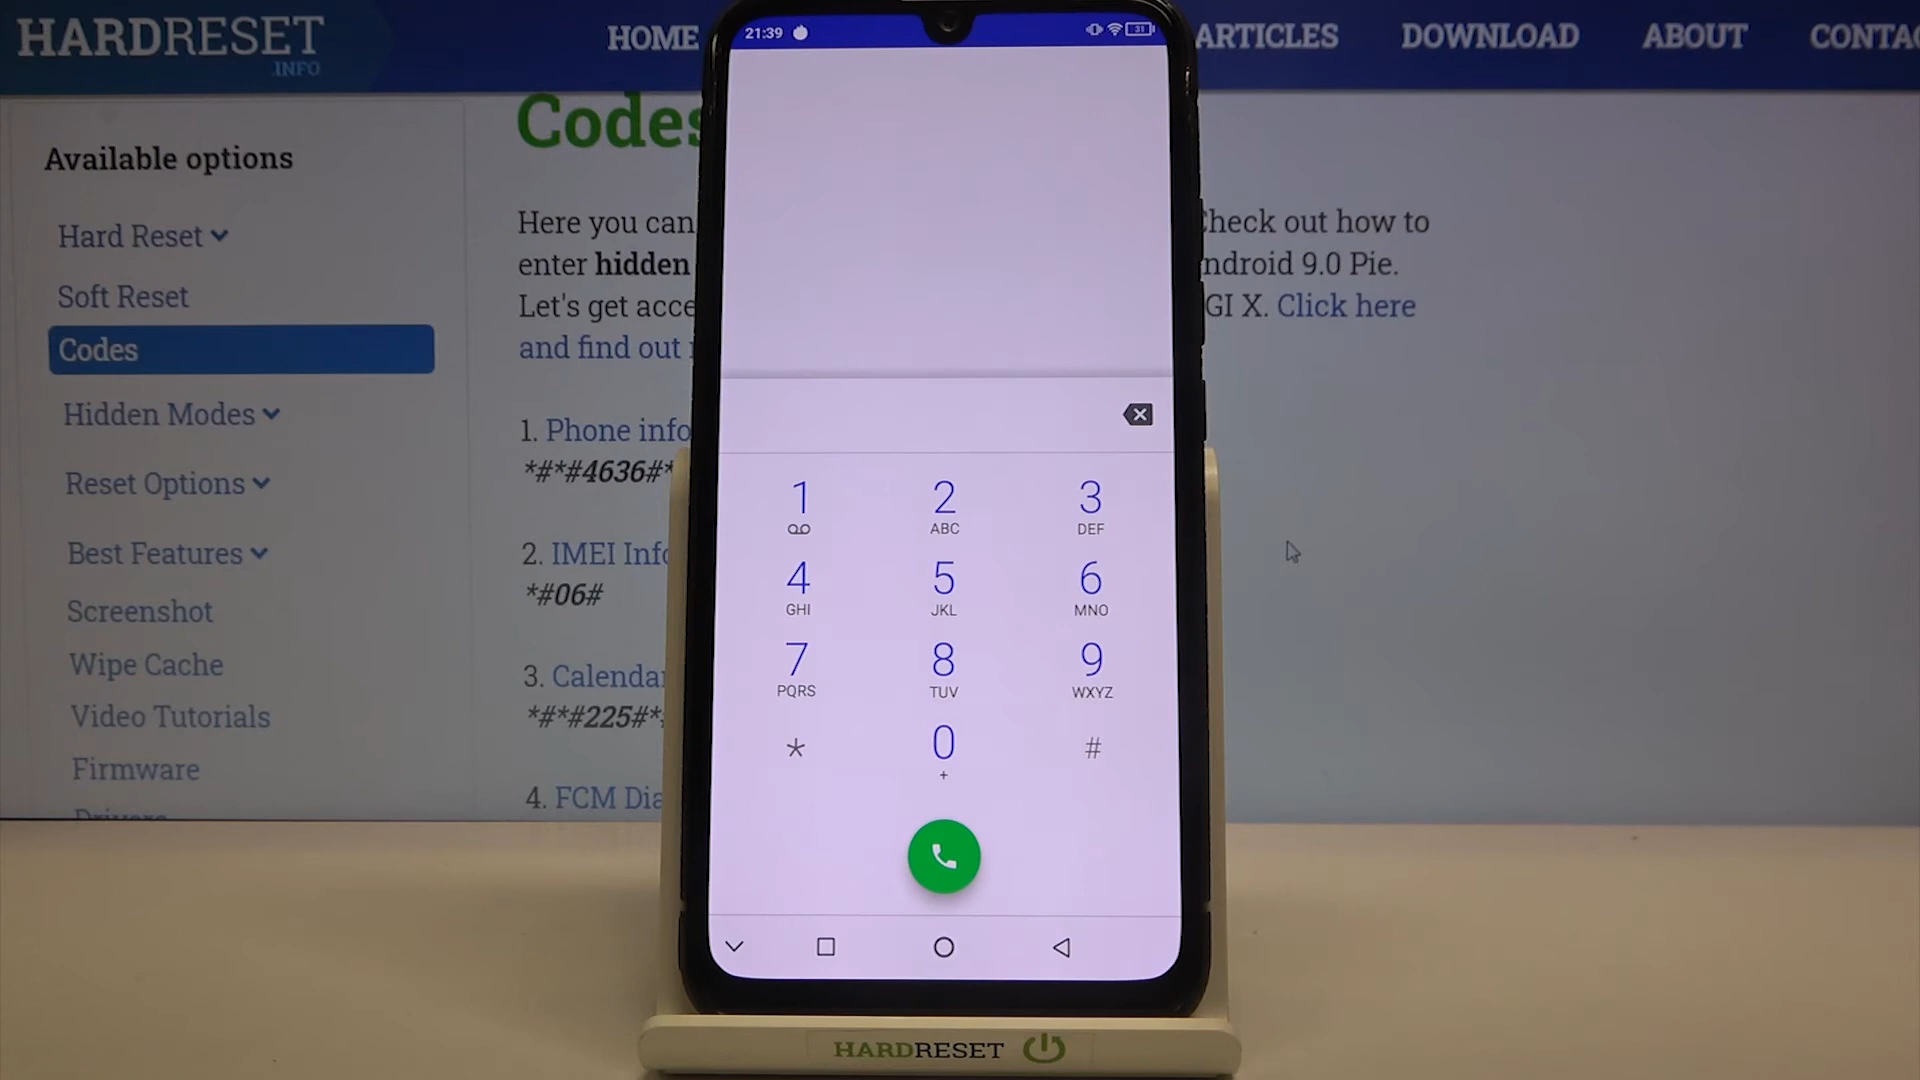 HARDRESET
.INFO
HOME
ARTICLES
DOWNLOAD
ABOUT
Available options
Hard Reset
Soft Reset
Codes
Hidden Modes
Reset Options
Best Features
Screenshot
Wipe Cache
Video Tutorials
Firmware
Drivers
Codes
Here you can
Check out how to
enter hidden
Android 9.0 Pie.
Let's get
GI X. Click here
and find out
1. Phone info
*#*#4636#*
2. IMEI Info
*#06#
3. Calendar
*#*#225#*
4. FCM
21:39
31
1
2
ABC
3
DEF
4
GHI
5
JKL
6
MNO
7
PQRS
8
TUV
9
WXYZ
*
0
+
#
HARDRESET